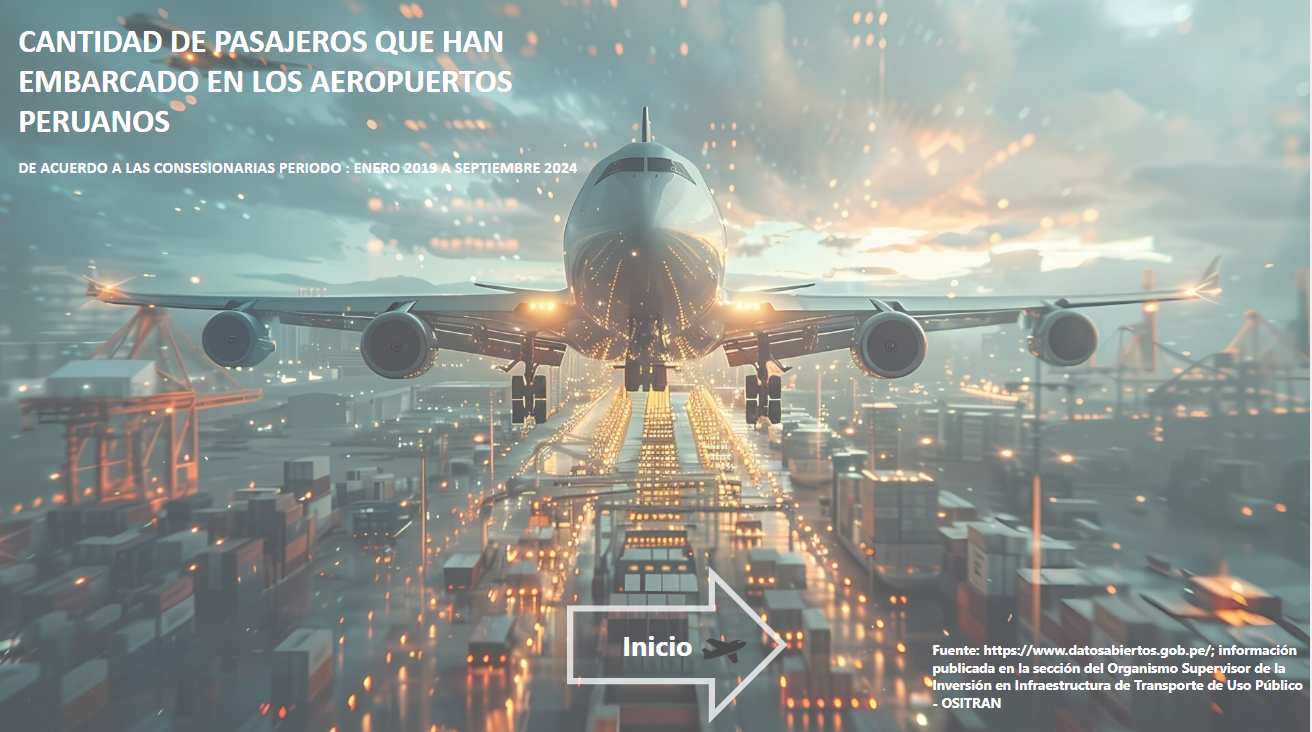 CANTIDAD DE PASAJEROS QUE HAN
EMBARCADO EN LOS AEROPUERTOS
PERUANOS
DE ACUERDO A LAS CONSESIONARIAS PERIODO : ENERO 2019 A SEPTIEMBRE 2024
Inicio
Fuente: https://www.datosabiertos.gob.pe/; información
publicada en la sección del Organismo Supervisor de la
Inversión en Infraestructura de Transporte de Uso Público
- OSITRAN